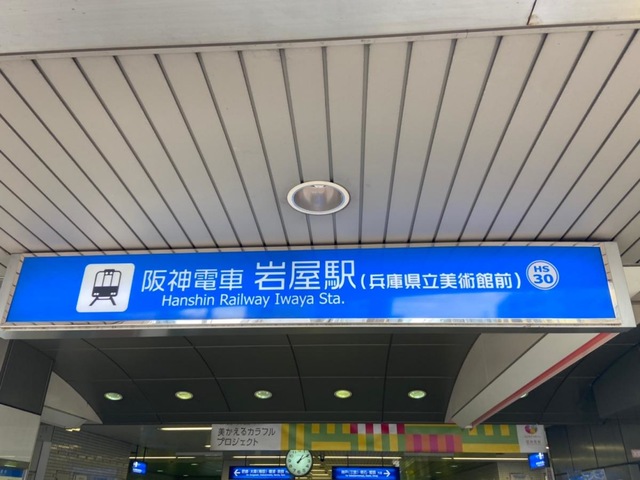 阪神電車 岩屋駅(兵庫県立美術館前)
HS
30
Hanshin Railway Iwaya Sta.
美かえるカラフル
プロジェクト